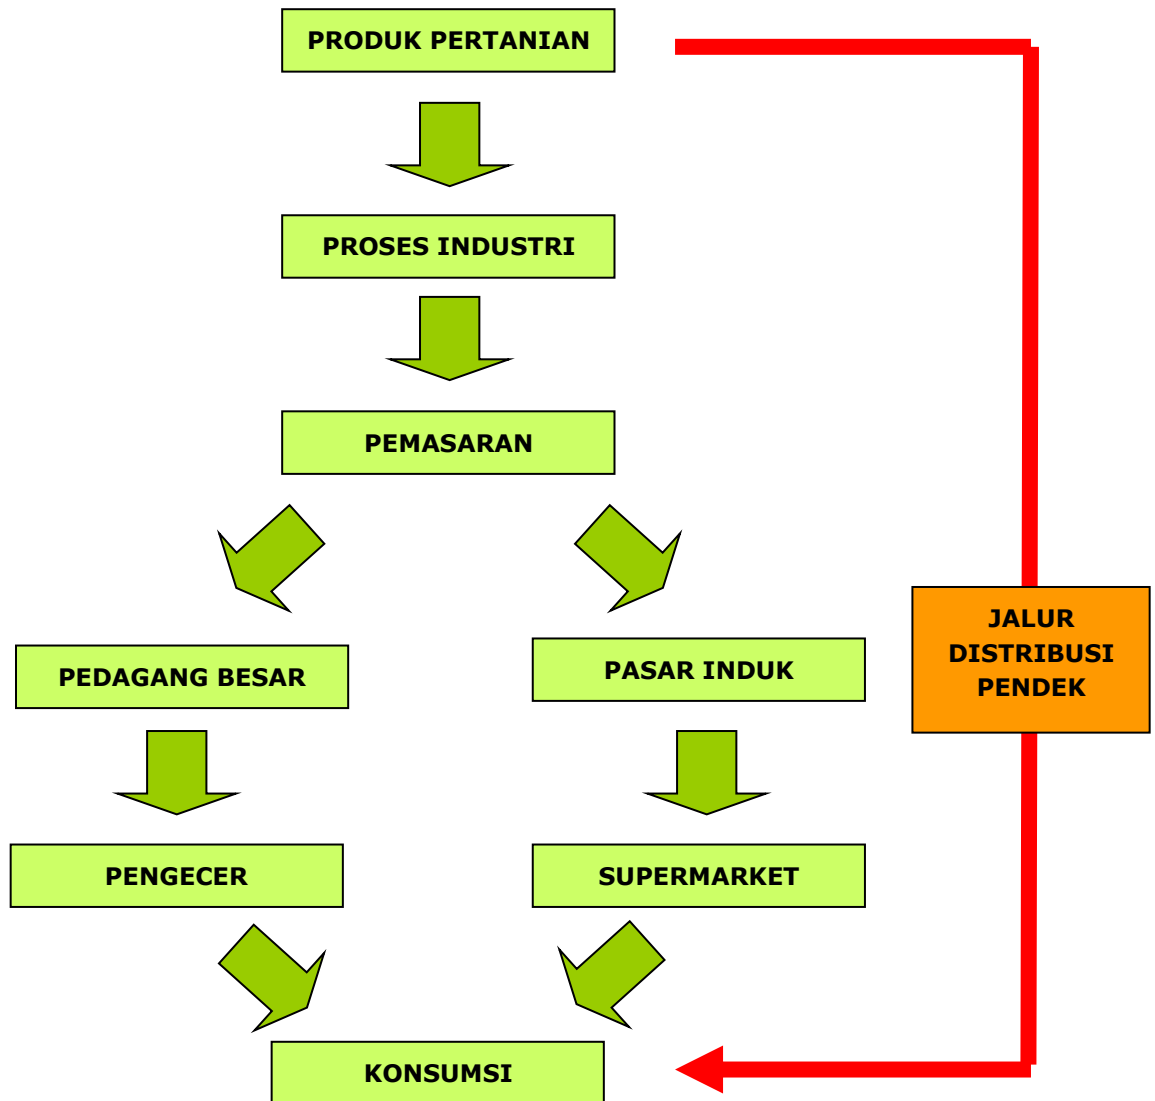 PRODUK PERTANIAN
PROSES INDUSTRI
PEMASARAN
PEDAGANG BESAR
PASAR INDUK
JALUR
DISTRIBUSI
PENDEK
PENGECER
SUPERMARKET
KONSUMSI